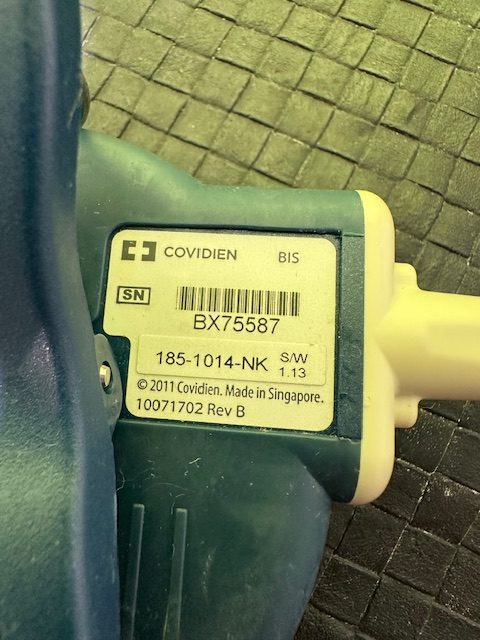 COVIDIEN BIS
SN
BX75587
185-1014-NK S/W 1.13
© 2011 Covidien. Made in Singapore.
10071702 Rev B